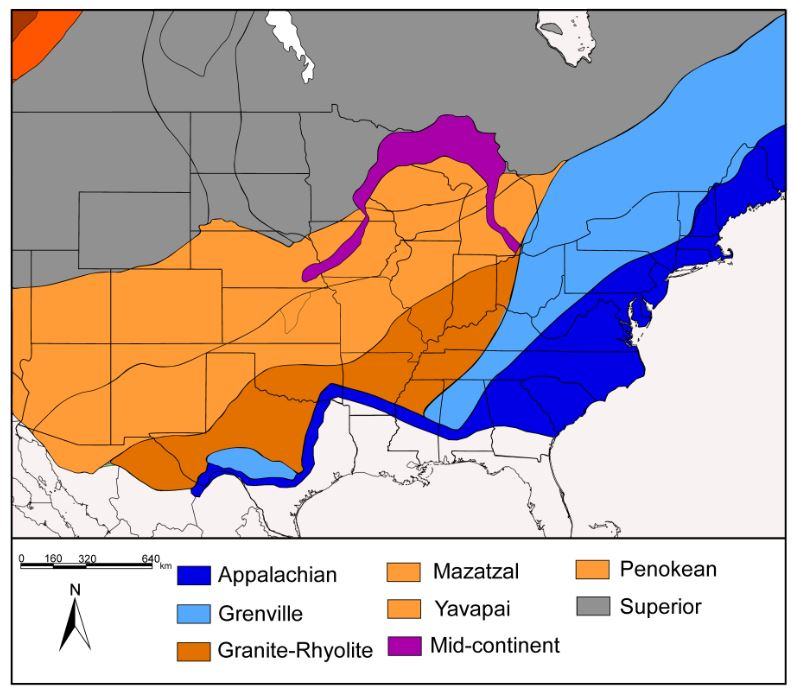 0 160 320 640 km
N
Appalachian
Grenville
Granite-Rhyolite
Mazatzal
Yavapai
Mid-continent
Penokean
Superior